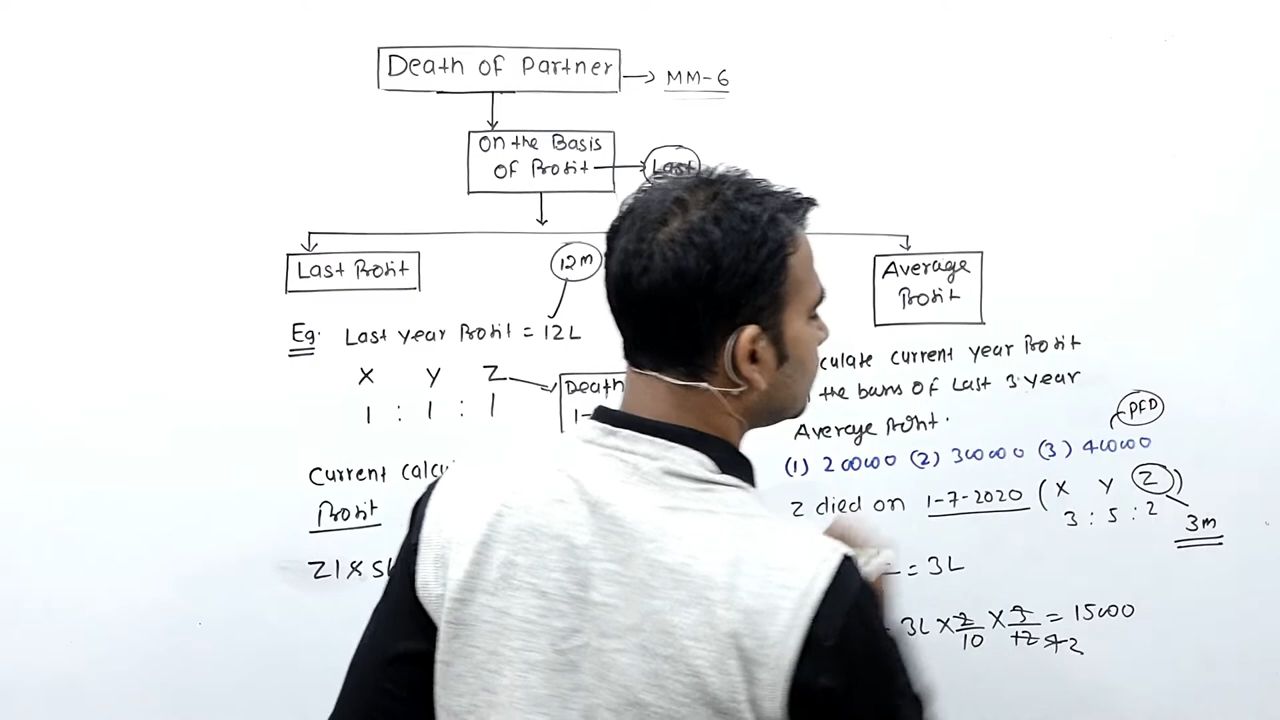 Death of Partner → MM-6
On the Basis
of Profit → Last
Last Profit
12m
Average
Profit
Eg. Last year Profit = 12L
X Y Z Death
1 : 1 : 1 1-
culate current year Profit
the basis of Last 3 year
Average Profit.
PFD
(1) 200000 (2) 300000 (3) 400000
Z died on 1-7-2020 (X Y Z)
3 : 5 : 2
3m
Current calcu
Profit
= 3L
3L × 2/10 × 3/12 = 15000